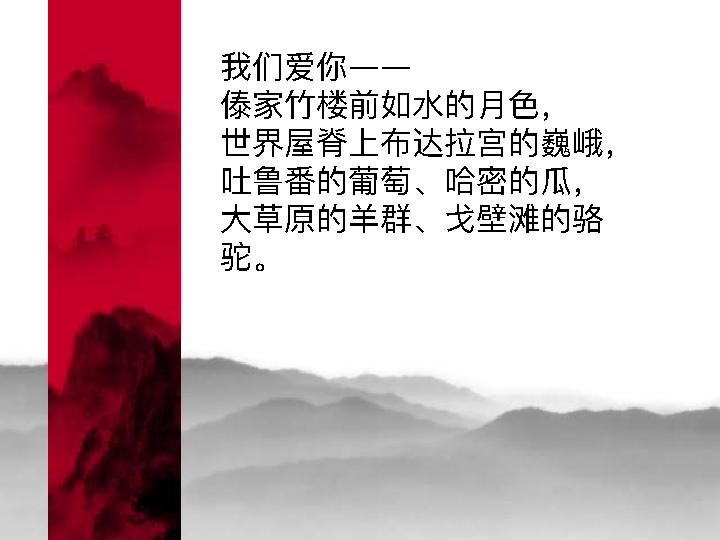 我们爱你——
傣家竹楼前如水的月色，
世界屋脊上布达拉宫的巍峨，
吐鲁番的葡萄、哈密的瓜，
大草原的羊群、戈壁滩的骆
驼。